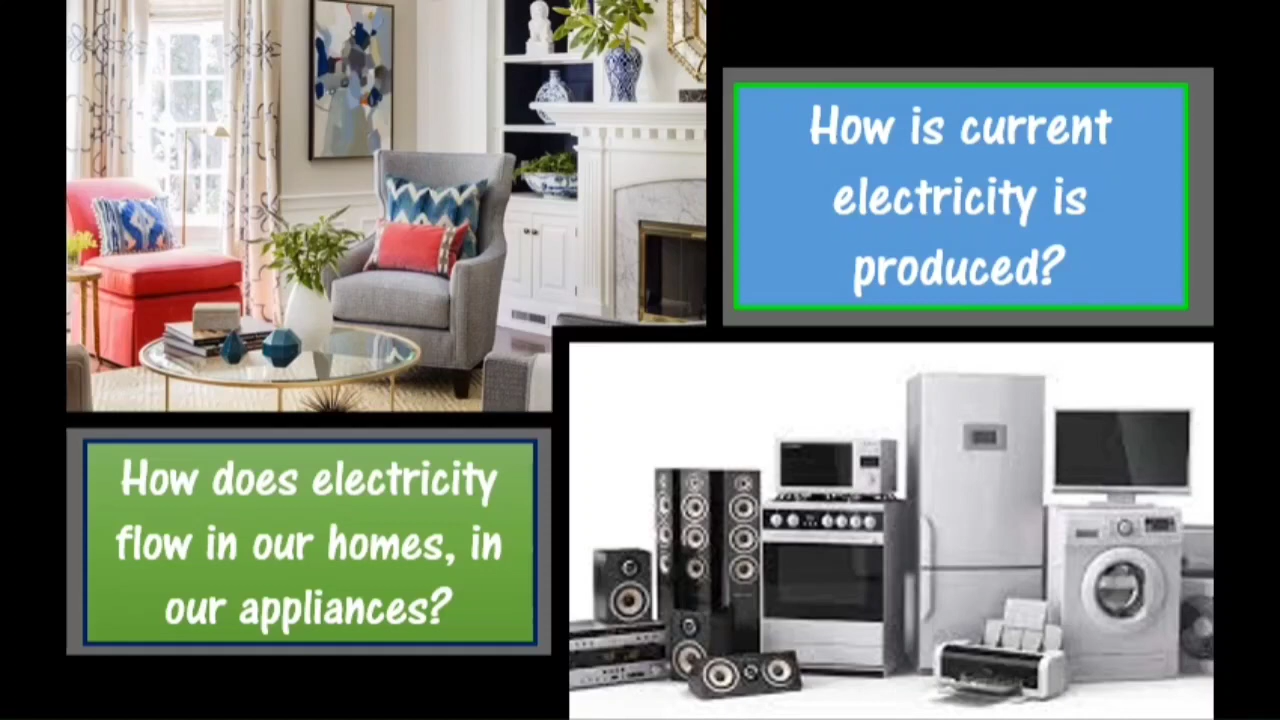 How is current
electricity is
produced?
How does electricity
flow in our homes, in
our appliances?